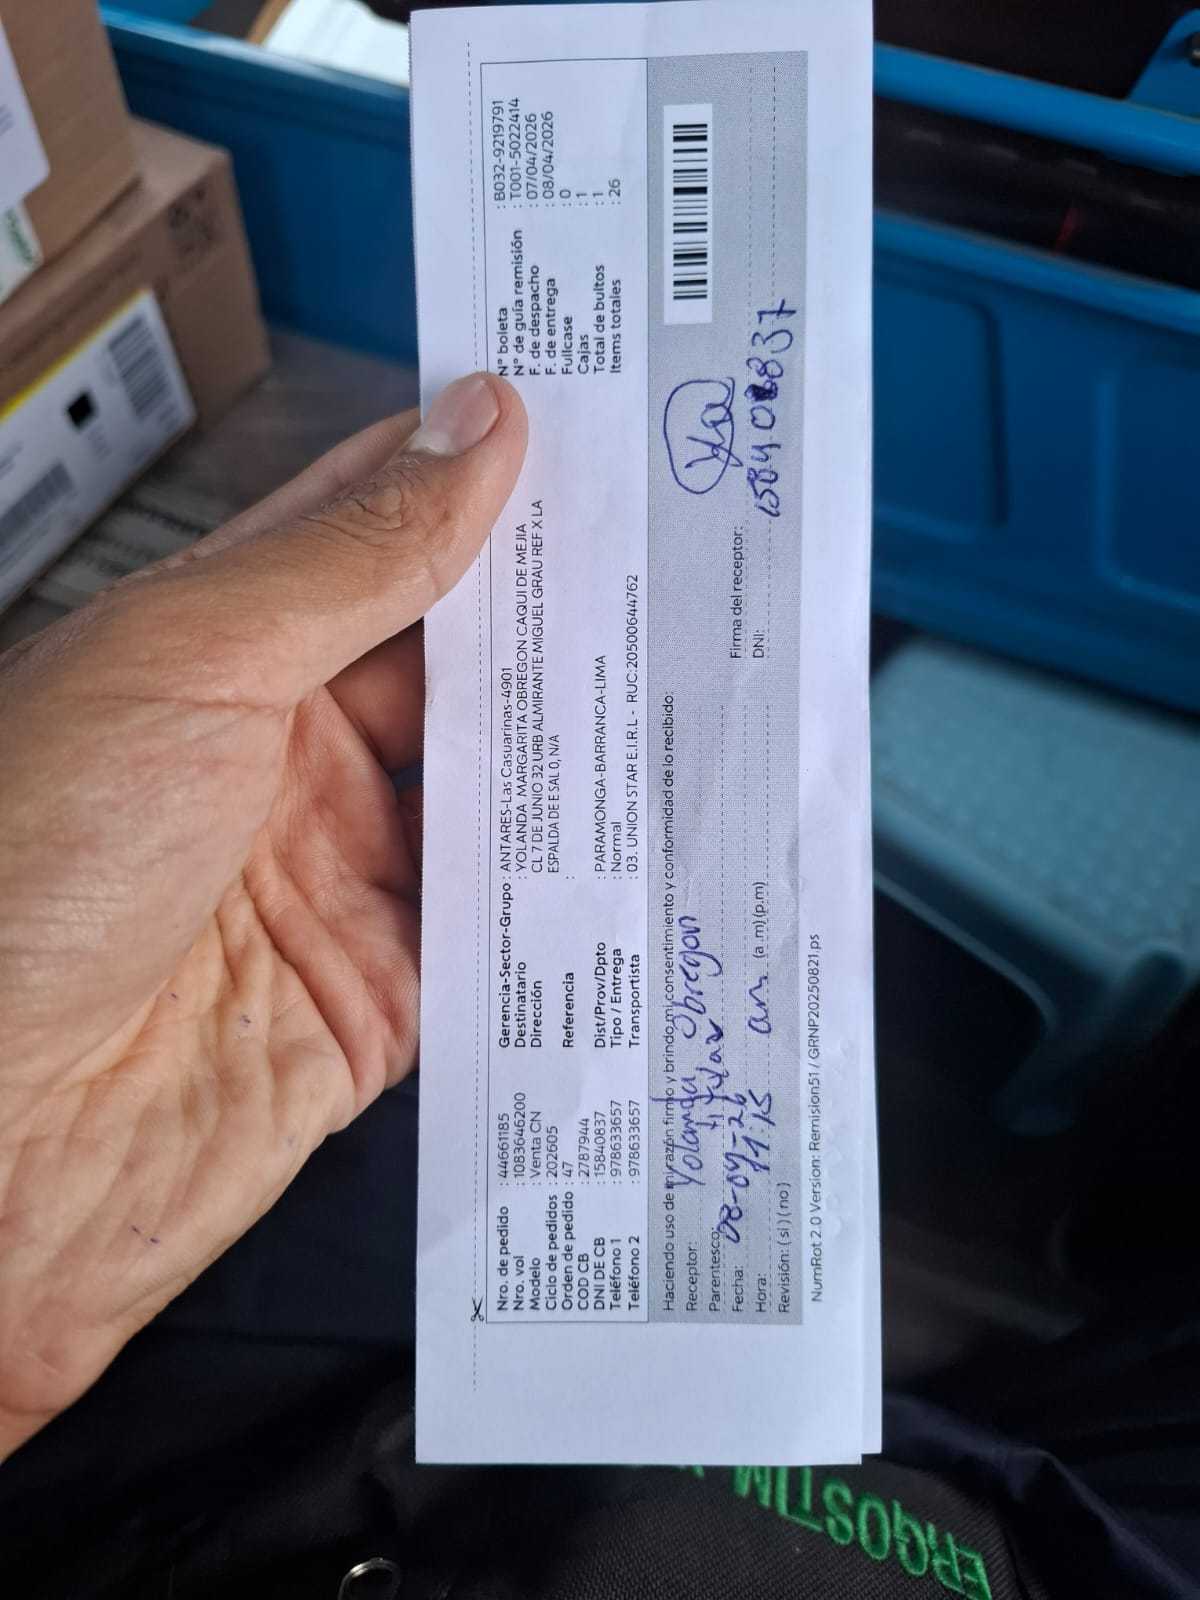 Nro. de pedido : 44661185
Nro. vol : 1083646200
Modelo : Venta CN
Ciclo de pedidos : 202605
Orden de pedido : 47
COD CB : 2787944
DNI DE CB : 15840837
Teléfono 1 : 978633657
Teléfono 2 : 978633657
Gerencia-Sector-Grupo : ANTARES-Las Casuarinas-4901
Destinatario : YOLANDA MARGARITA OBREGON CAQUI DE MEJIA
Dirección : CL 7 DE JUNIO 32 URB ALMIRANTE MIGUEL GRAU REF X LA
ESPALDA DE E SAL 0, N/A
Referencia :
Dist/Prov/Dpto : PARAMONGA-BARRANCA-LIMA
Tipo / Entrega : Normal
Transportista : 03. UNION STAR E.I.R.L - RUC:20500644762
N° boleta : B032-9219791
N° de guía remisión : T001-5022414
F. de despacho : 07/04/2026
F. de entrega : 08/04/2026
Fullcase : 0
Cajas : 1
Total de bultos : 1
Items totales : 26
Haciendo uso de mi razón firmo y brindo mi consentimiento y conformidad de lo recibido:
Receptor: Yolanda Obregon
Parentesco: titular
Fecha: 08-04-26
Hora: 11:15 am (a.m)(p.m)
Revisión: (si)(no)
Firma del receptor:
DNI: 15840837
NumRot 2.0 Version: Remision51 / GRNP20250821.ps
ERGOSTIM